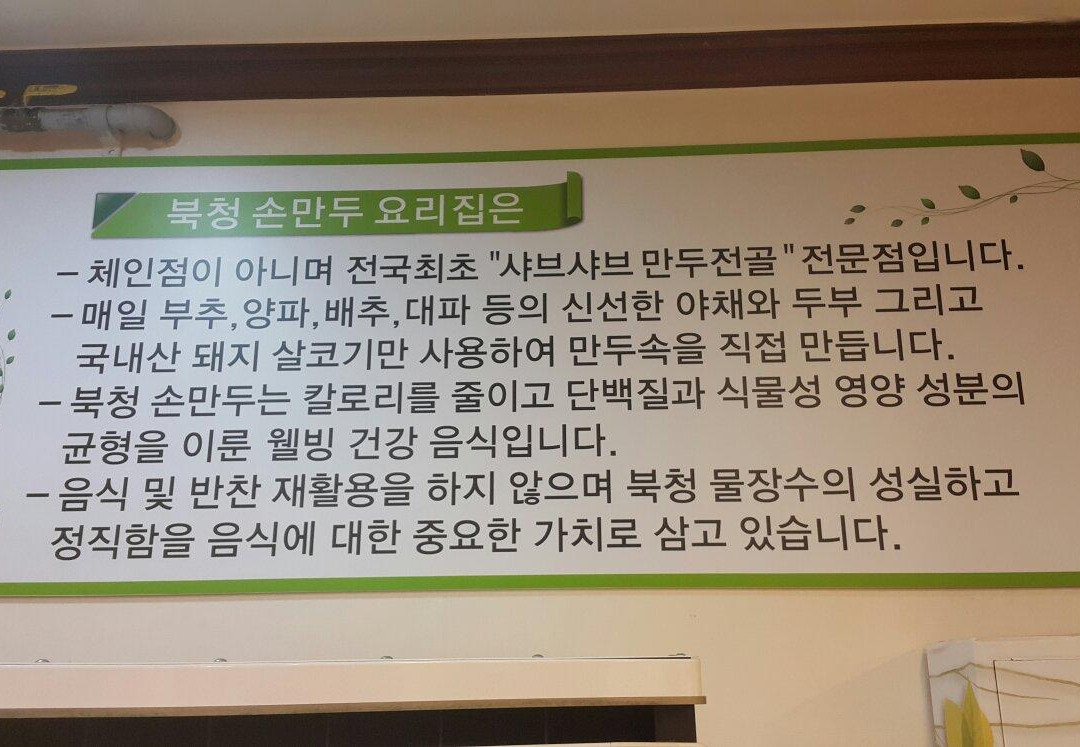 북청 손만두 요리집은
- 체인점이 아니며 전국최초 "샤브샤브 만두전골" 전문점입니다.
- 매일 부추,양파,배추,대파 등의 신선한 야채와 두부 그리고
국내산 돼지 살코기만 사용하여 만두속을 직접 만듭니다.
- 북청 손만두는 칼로리를 줄이고 단백질과 식물성 영양 성분의
균형을 이룬 웰빙 건강 음식입니다.
- 음식 및 반찬 재활용을 하지 않으며 북청 물장수의 성실하고
정직함을 음식에 대한 중요한 가치로 삼고 있습니다.